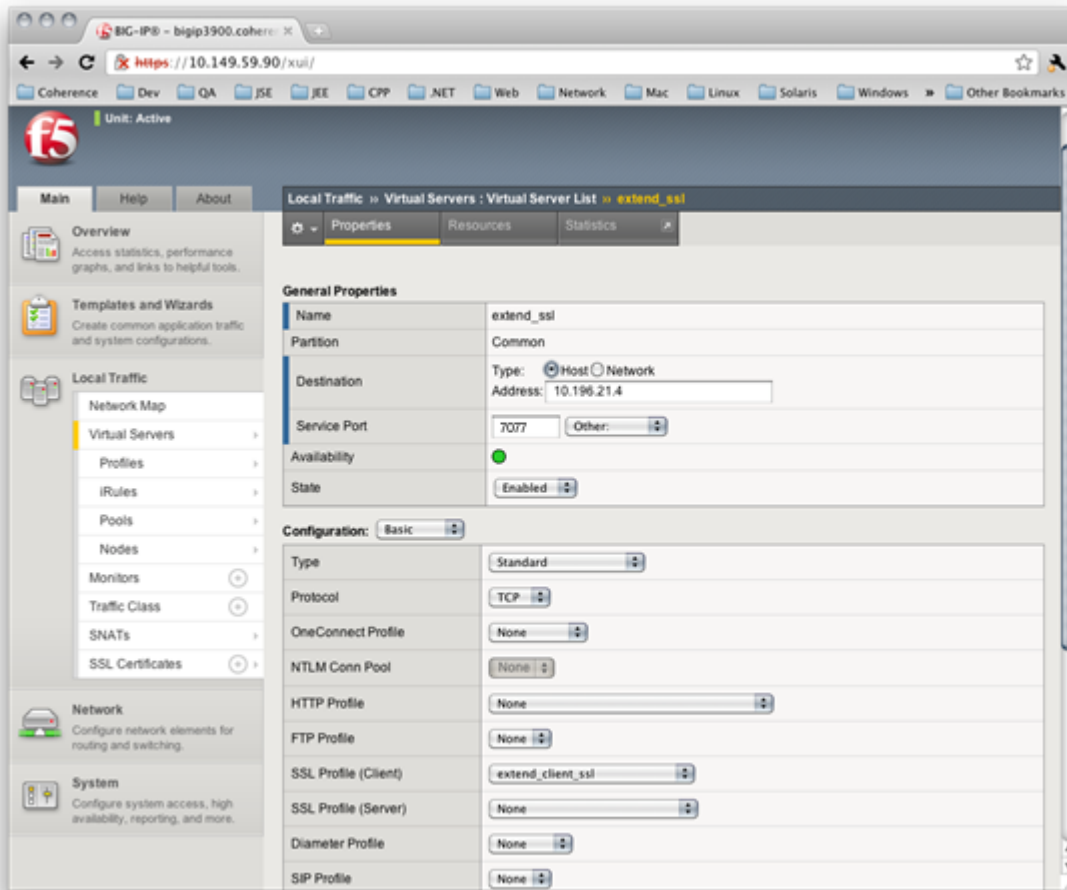 BIG-IP® - bigip3900.cohere
https://10.149.59.90/xui/
Coherence Dev QA JSE JEE CPP .NET Web Network Mac Linux Solaris Windows » Other Bookmarks
f5
Unit: Active
Main Help About
Local Traffic ›› Virtual Servers : Virtual Server List ›› extend_ssl
Properties Resources Statistics
Overview
Access statistics, performance
graphs, and links to helpful tools.
Templates and Wizards
Create common application traffic
and system configurations.
Local Traffic
Network Map
Virtual Servers
Profiles
iRules
Pools
Nodes
Monitors
Traffic Class
SNATs
SSL Certificates
Network
Configure network elements for
routing and switching.
System
Configure system access, high
availability, reporting, and more.
General Properties
Name extend_ssl
Partition Common
Destination
Type: Host Network
Address: 10.196.21.4
Service Port 7077 Other:
Availability
State Enabled
Configuration: Basic
Type Standard
Protocol TCP
OneConnect Profile None
NTLM Conn Pool None
HTTP Profile None
FTP Profile None
SSL Profile (Client) extend_client_ssl
SSL Profile (Server) None
Diameter Profile None
SIP Profile None